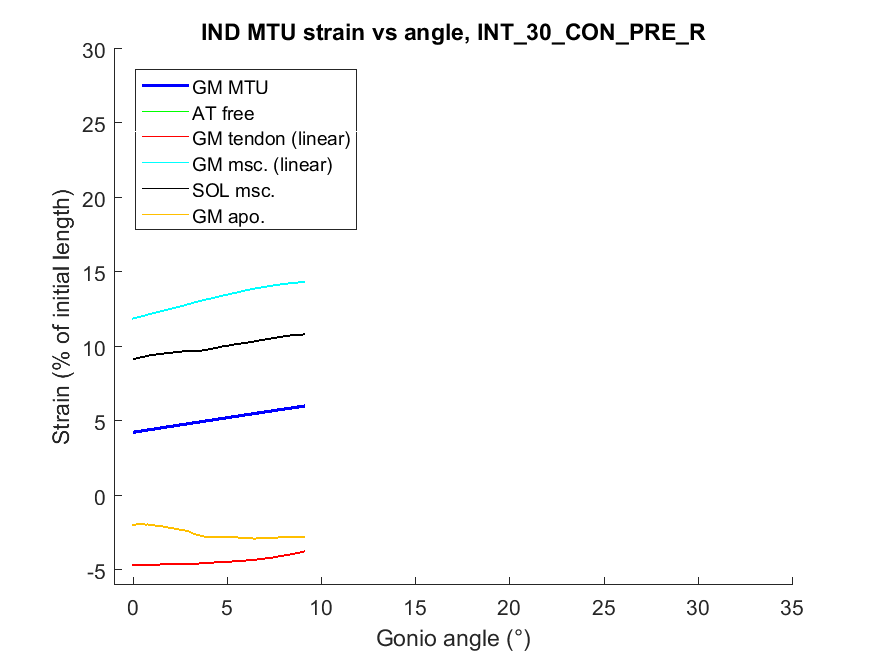 IND MTU strain vs angle, INT_30_CON_PRE_R
30
25
20
15
10
5
0
-5
Strain (% of initial length)
GM MTU
AT free
GM tendon (linear)
GM msc. (linear)
SOL msc.
GM apo.
0 5 10 15 20 25 30 35
Gonio angle (°)